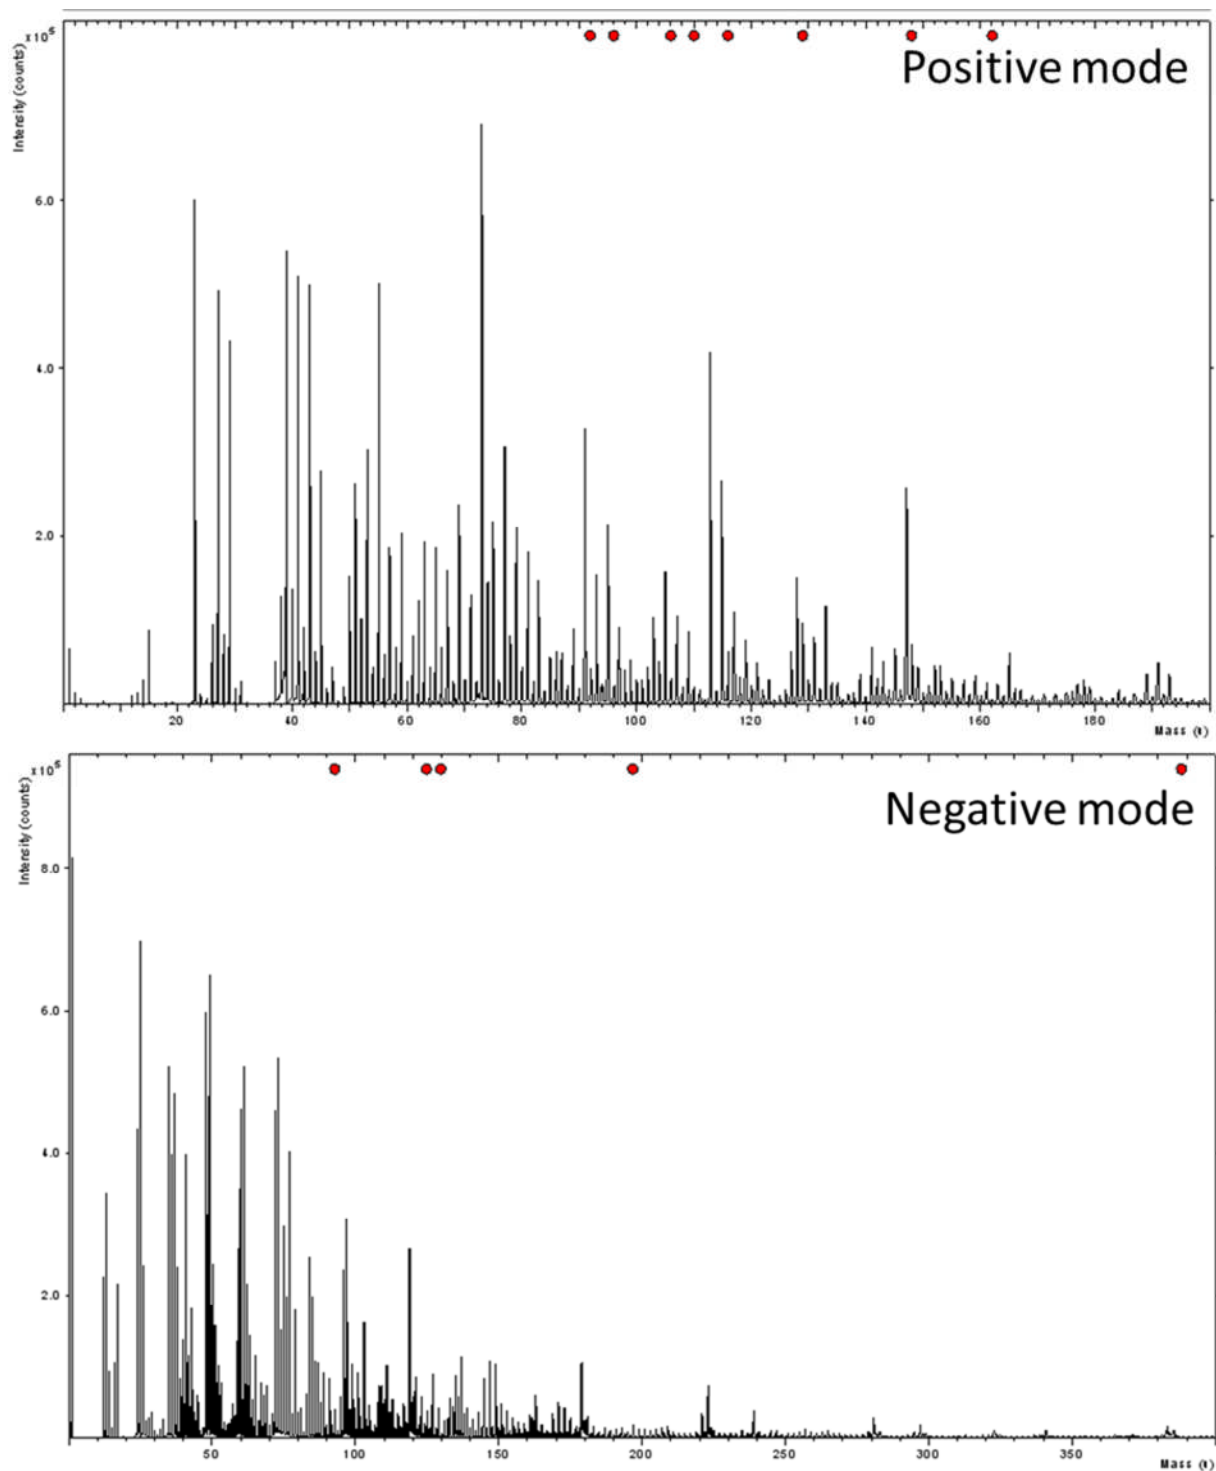 x10⁵
Positive mode
Intensity (counts)
6.0
4.0
2.0
20 40 60 80 100 120 140 160 180
Mass (t)
x10⁵
Negative mode
Intensity (counts)
8.0
6.0
4.0
2.0
50 100 150 200 250 300 350
Mass (t)